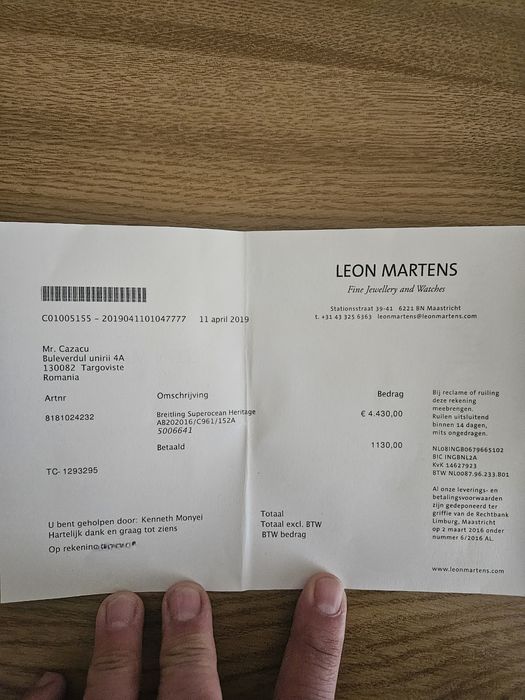 LEON MARTENS
Fine Jewellery and Watches
Stationsstraat 39-41 6221 BN Maastricht
t. +31 43 325 6363 leonmartens@leonmartens.com
C01005155 - 2019041101047777 11 april 2019
Mr. Cazacu
Buleverdul unirii 4A
130082 Targoviste
Romania
Artnr Omschrijving Bedrag
8181024232 Breitling Superocean Heritage € 4.430,00
AB202016/C961/152A
5006641
Betaald 1130,00
TC- 1293295
Bij reclame of ruiling
deze rekening
meebrengen.
Ruilen uitsluitend
binnen 14 dagen,
mits ongedragen.
NL08INGB0679665102
BIC INGBNL2A
KvK 14627923
BTW NL0087.96.233.B01
Al onze leverings- en
betalingsvoorwaarden
zijn gedeponeerd ter
griffie van de Rechtbank
Limburg, Maastricht
op 2 maart 2016 onder
nummer 6/2016 AL.
www.leonmartens.com
U bent geholpen door: Kenneth Monyei
Hartelijk dank en graag tot ziens
Op rekening
Totaal
Totaal excl. BTW
BTW bedrag